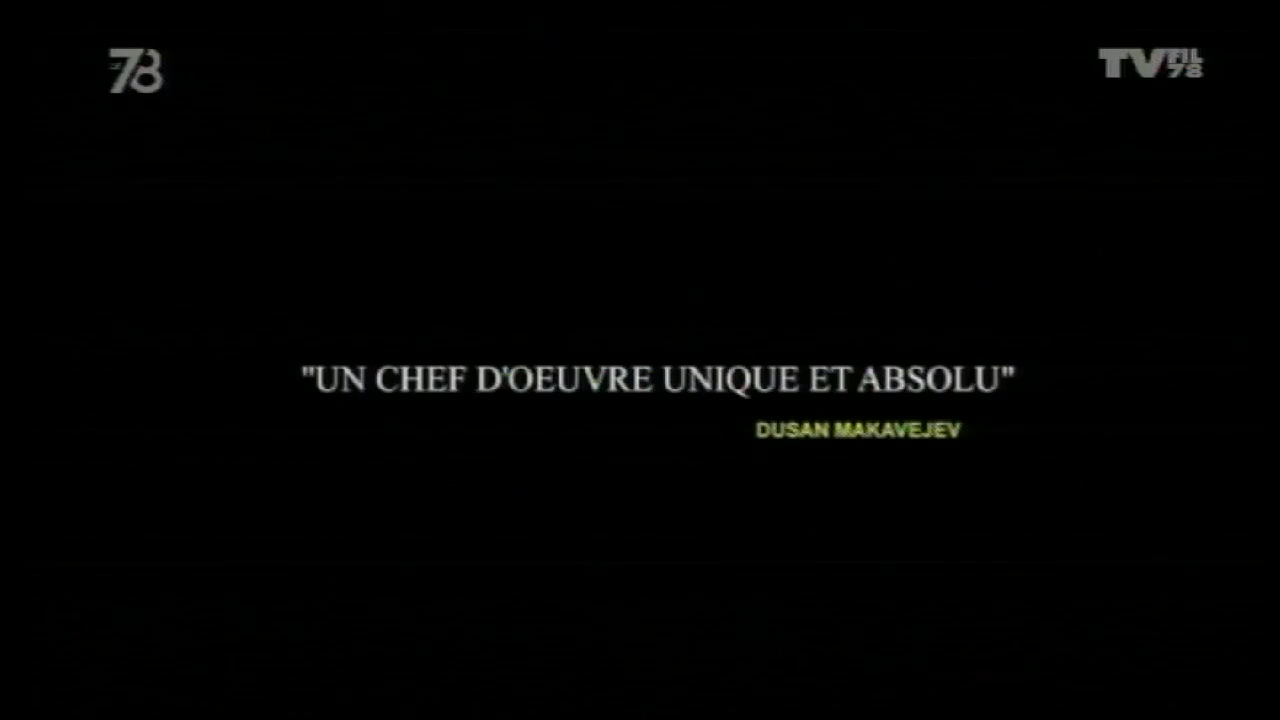 78
TV FIL 78
"UN CHEF D'OEUVRE UNIQUE ET ABSOLU"
DUSAN MAKAVEJEV